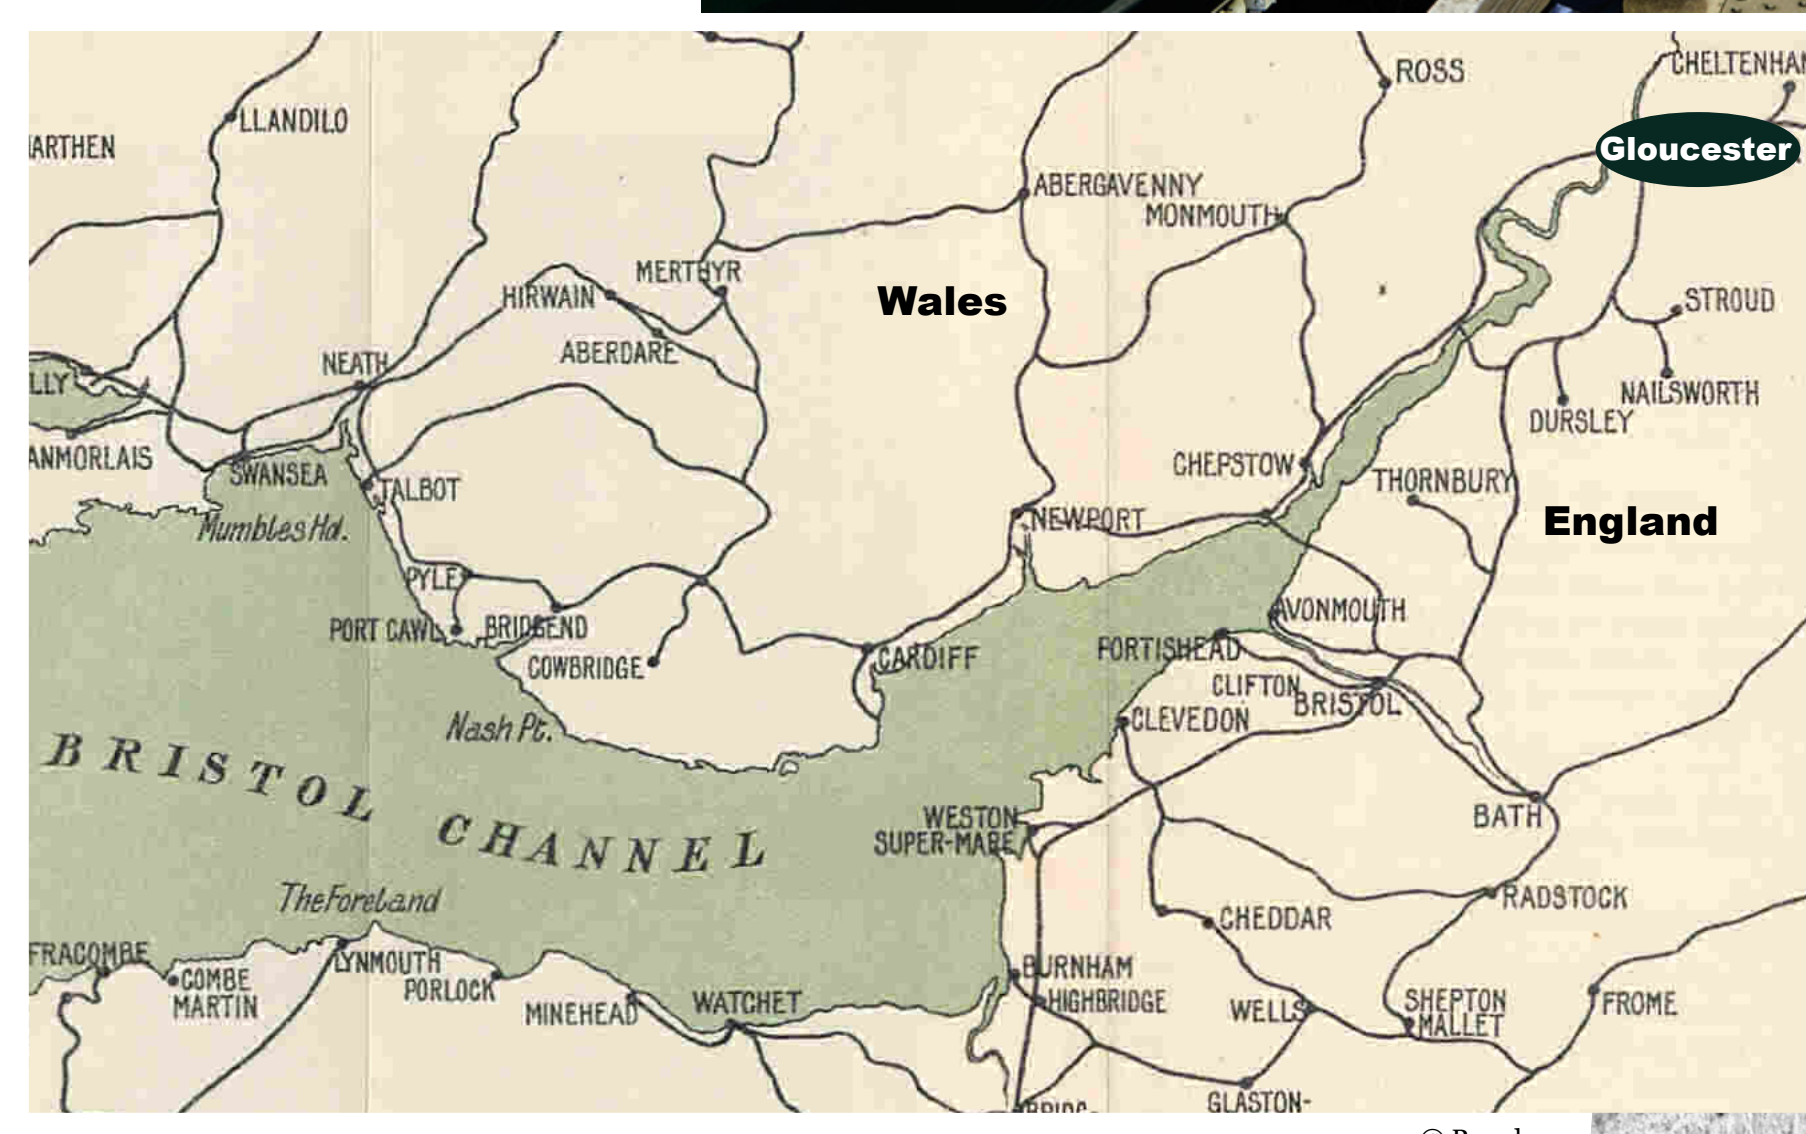 CHELTENHAM
ROSS
LLANDILO
ARTHEN
Gloucester
ABERGAVENNY
MONMOUTH
MERTHYR
HIRWAIN
Wales
STROUD
ABERDARE
NEATH
LLY
NAILSWORTH
DURSLEY
ANMORLAIS
SWANSEA
TALBOT
CHEPSTOW
THORNBURY
Mumbles Hd.
NEWPORT
England
PYLE
AVONMOUTH
PORT CAWL
BRIDGEND
COWBRIDGE
CARDIFF
PORTISHEAD
CLIFTON
BRISTOL
CLEVEDON
Nash Pt.
BRISTOL CHANNEL
WESTON
SUPER-MARE
BATH
The Foreland
RADSTOCK
CHEDDAR
FRACOMBE
COMBE
MARTIN
LYNMOUTH
PORLOCK
MINEHEAD
WATCHET
BURNHAM
HIGHBRIDGE
WELLS
SHEPTON
MALLET
FROME
GLASTON-
BRIDG-